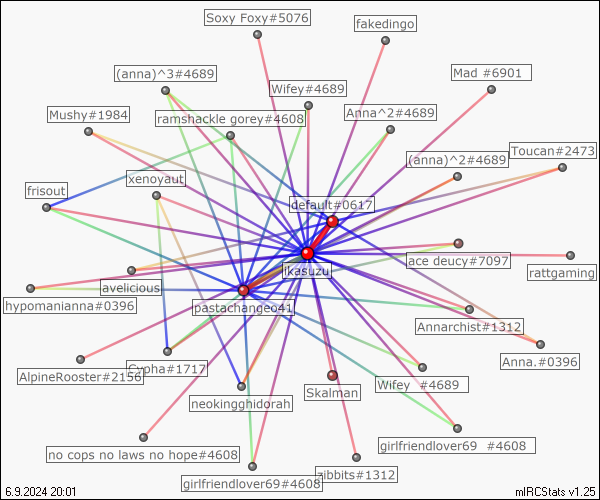 Soxy Foxy#5076
fakedingo
(anna)^3#4689
Mad #6901
Wifey#4689
Mushy#1984
ramshackle gorey#4608
Anna^2#4689
Toucan#2473
(anna)^2#4689
xenoyaut
frisout
default#0617
ace deucy#7097
ikasuzu
rattgaming
avelicious
hypomanianna#0396
pastachangeo41
Annarchist#1312
Anna.#0396
Cypha#1717
AlpineRooster#2156
Wifey #4689
Skalman
neokingghidorah
girlfriendlover69 #4608
no cops no laws no hope#4608
zibbits#1312
girlfriendlover69#4608
6.9.2024 20:01
mIRCStats v1.25